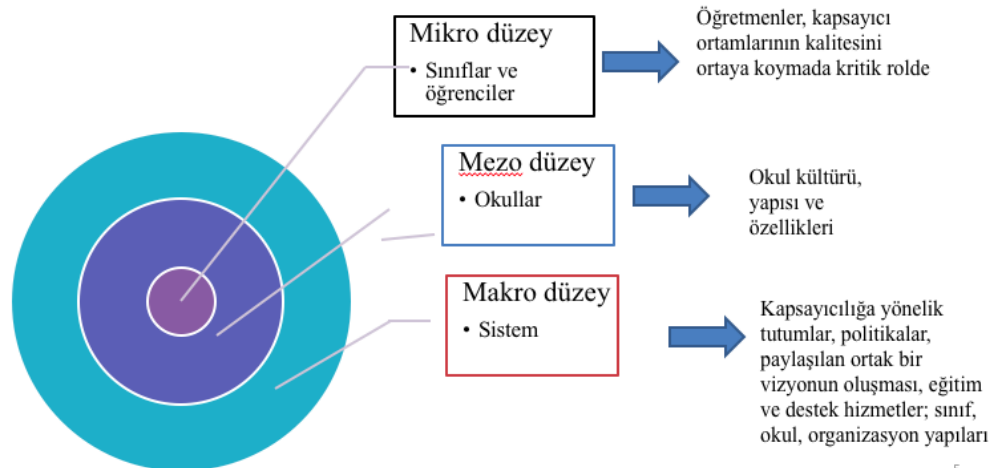 Mikro düzey
• Sınıflar ve
öğrenciler
Öğretmenler, kapsayıcı
ortamlarının kalitesini
ortaya koymada kritik rolde
Mezo düzey
• Okullar
Okul kültürü,
yapısı ve
özellikleri
Makro düzey
• Sistem
Kapsayıcılığa yönelik
tutumlar, politikalar,
paylaşılan ortak bir
vizyonun oluşması, eğitim
ve destek hizmetler; sınıf,
okul, organizasyon yapıları
5